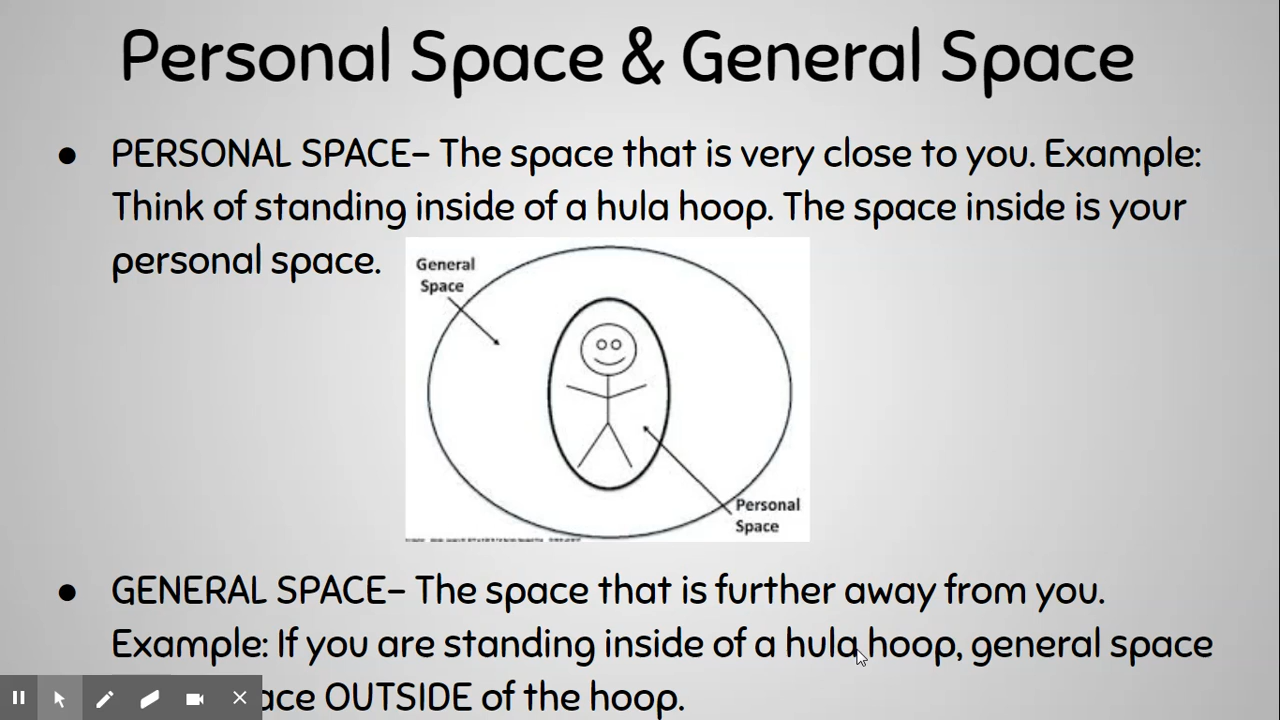 Personal Space & General Space
● PERSONAL SPACE- The space that is very close to you. Example:
Think of standing inside of a hula hoop. The space inside is your
personal space.
General
Space
Personal
Space
● GENERAL SPACE- The space that is further away from you.
Example: If you are standing inside of a hula hoop, general space
ace OUTSIDE of the hoop.